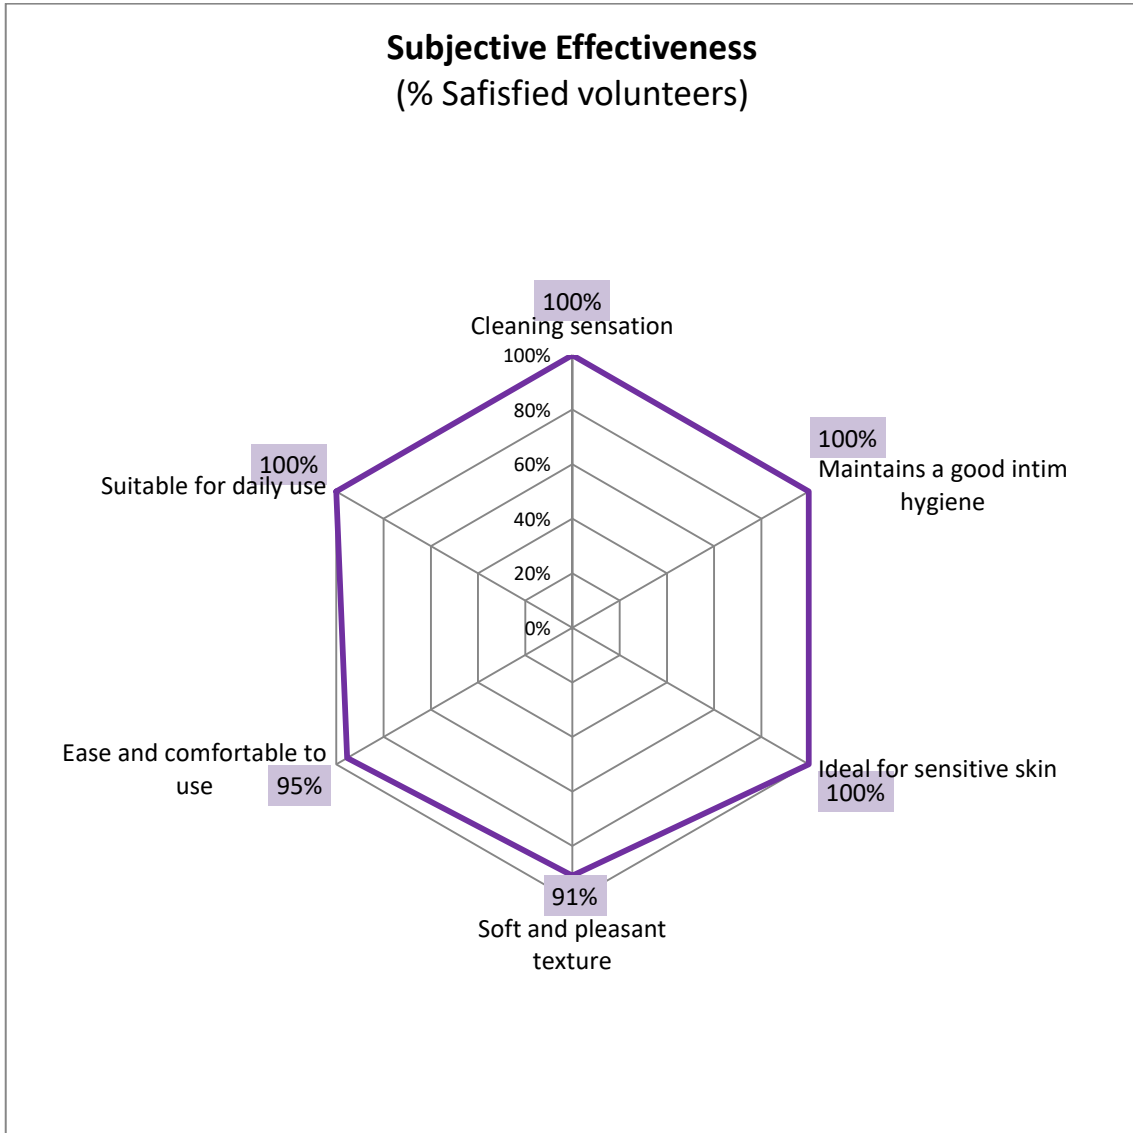 Subjective Effectiveness
(% Safisfied volunteers)
100%
Cleaning sensation
100%
80%
60%
40%
20%
0%
100%
Maintains a good intim
hygiene
Ideal for sensitive skin
100%
91%
Soft and pleasant
texture
Ease and comfortable to
use
95%
100%
Suitable for daily use